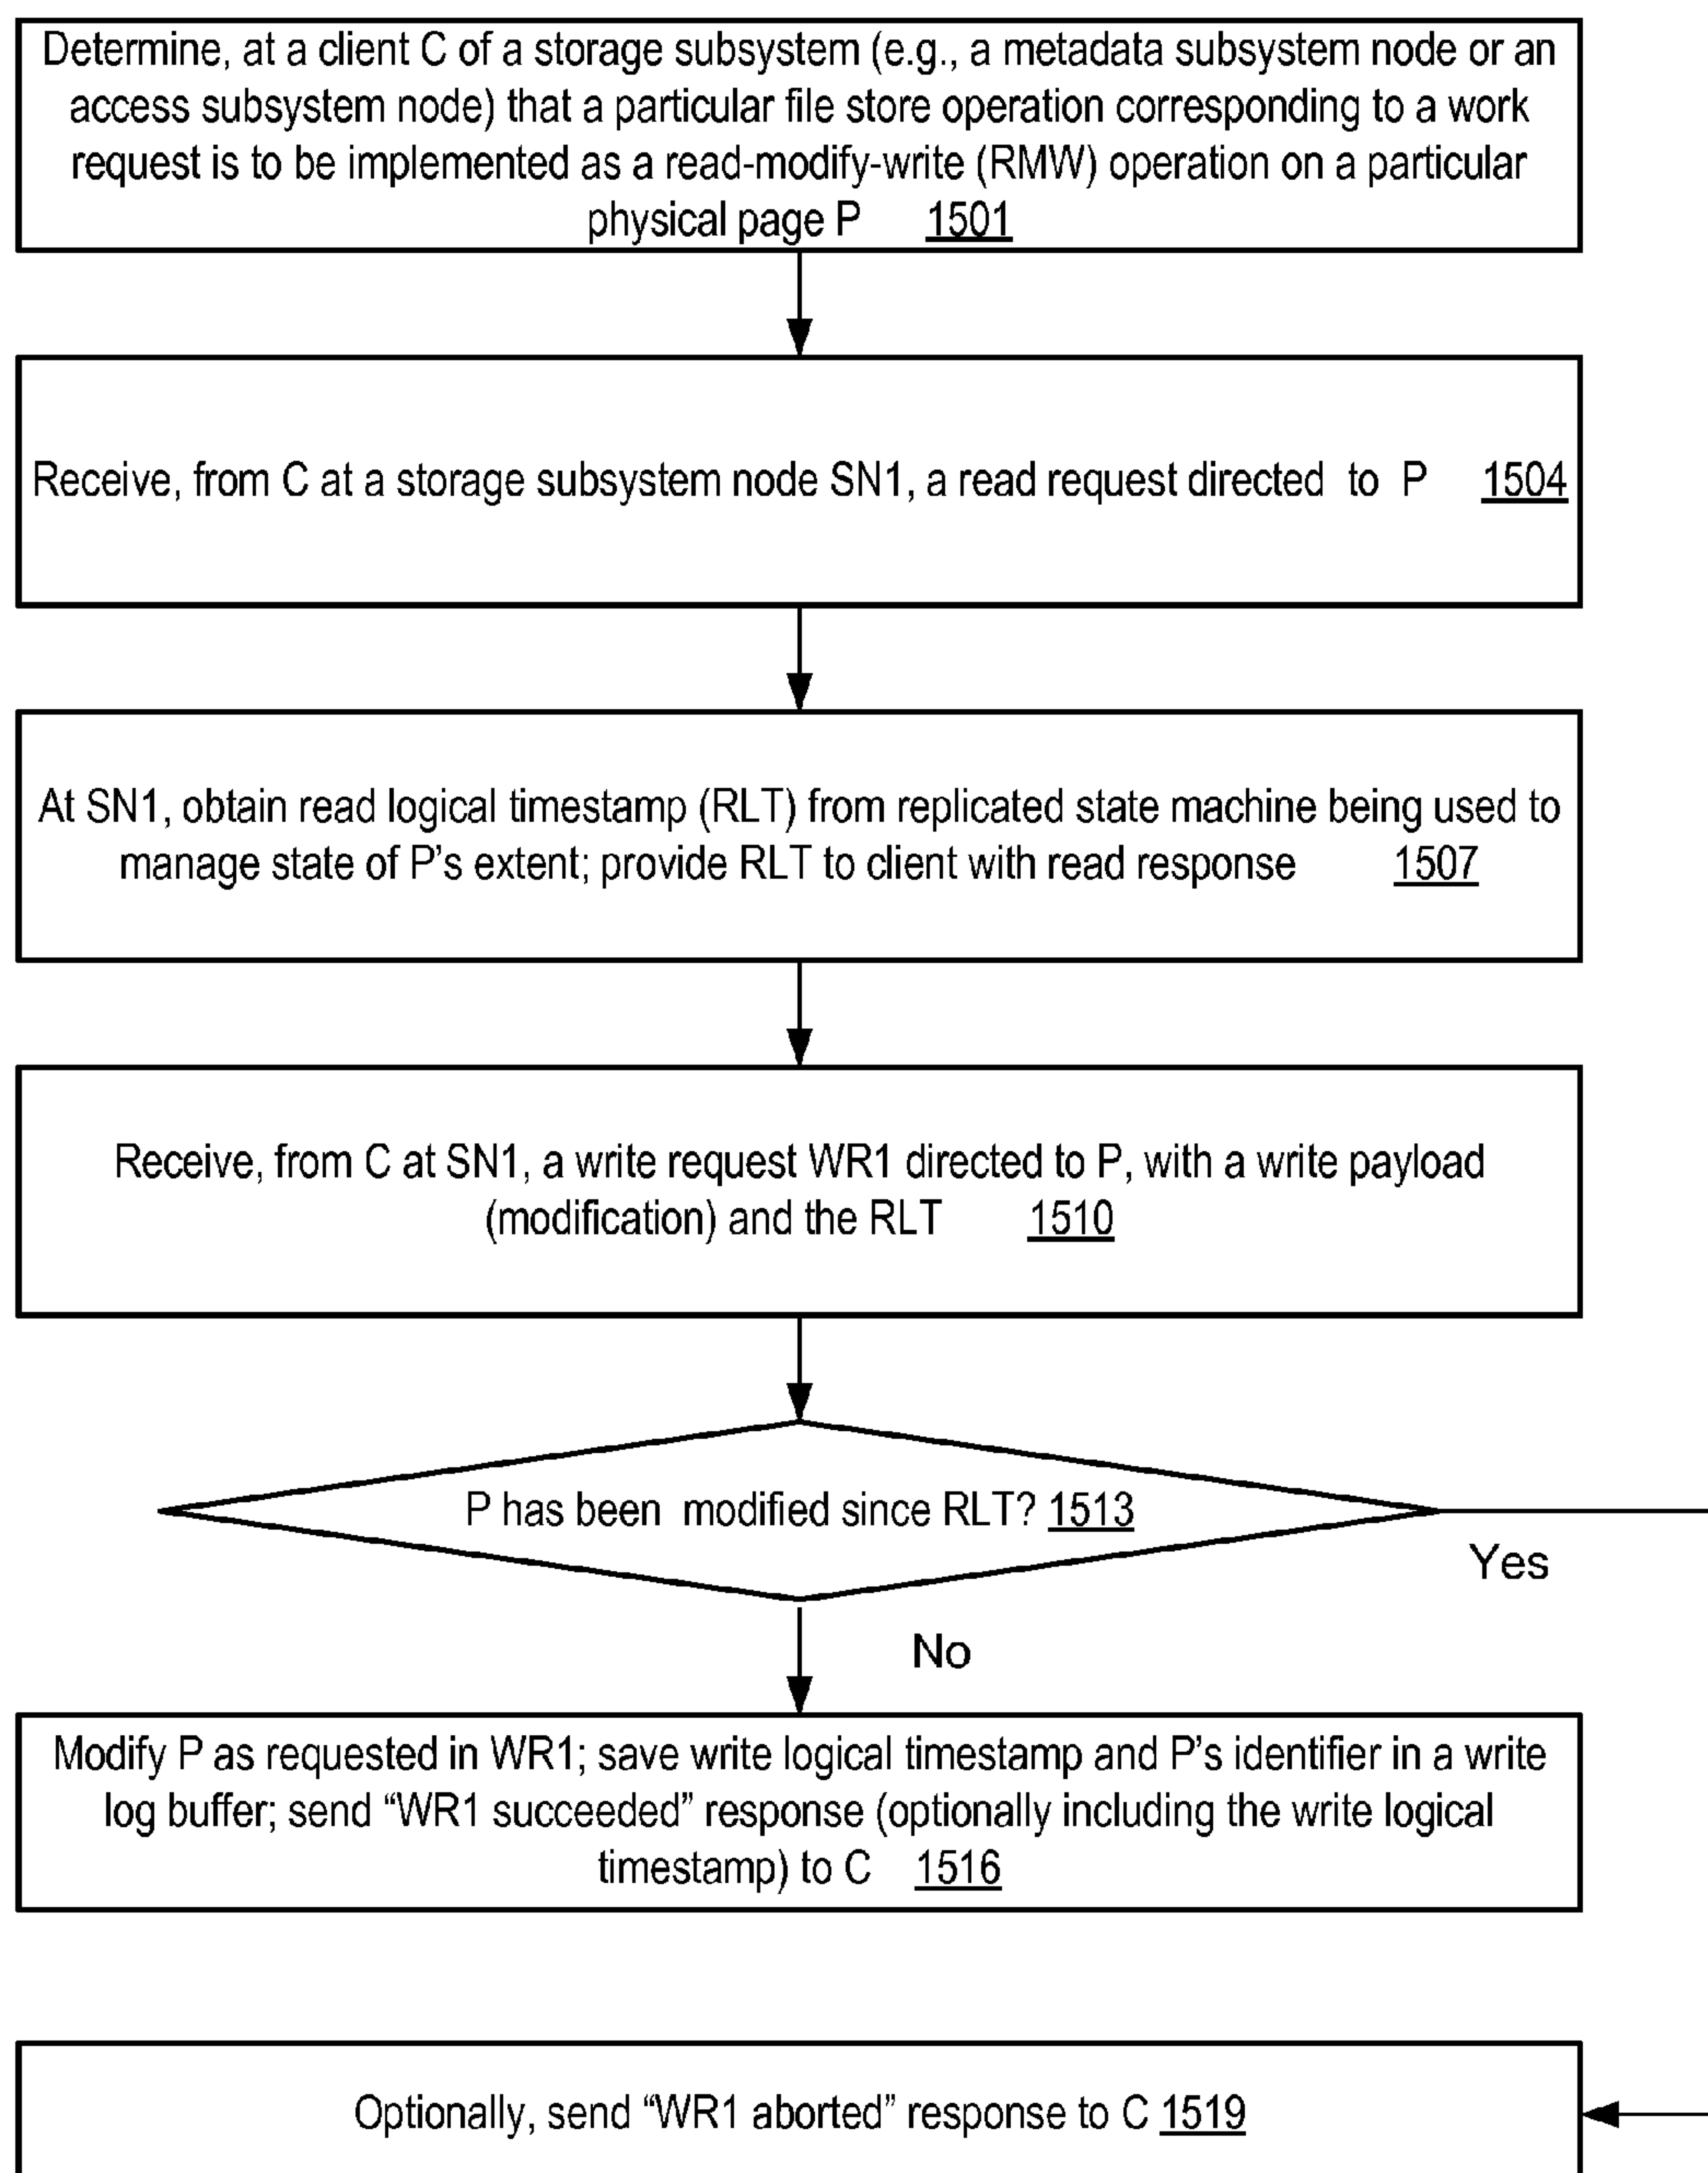 Determine, at a client C of a storage subsystem (e.g., a metadata subsystem node or an
access subsystem node) that a particular file store operation corresponding to a work
request is to be implemented as a read-modify-write (RMW) operation on a particular
physical page P 1501
Receive, from C at a storage subsystem node SN1, a read request directed to P 1504
At SN1, obtain read logical timestamp (RLT) from replicated state machine being used to
manage state of P’s extent; provide RLT to client with read response 1507
Receive, from C at SN1, a write request WR1 directed to P, with a write payload
(modification) and the RLT 1510
P has been modified since RLT? 1513
Yes
No
Modify P as requested in WR1; save write logical timestamp and P’s identifier in a write
log buffer; send “WR1 succeeded” response (optionally including the write logical
timestamp) to C 1516
Optionally, send “WR1 aborted” response to C 1519